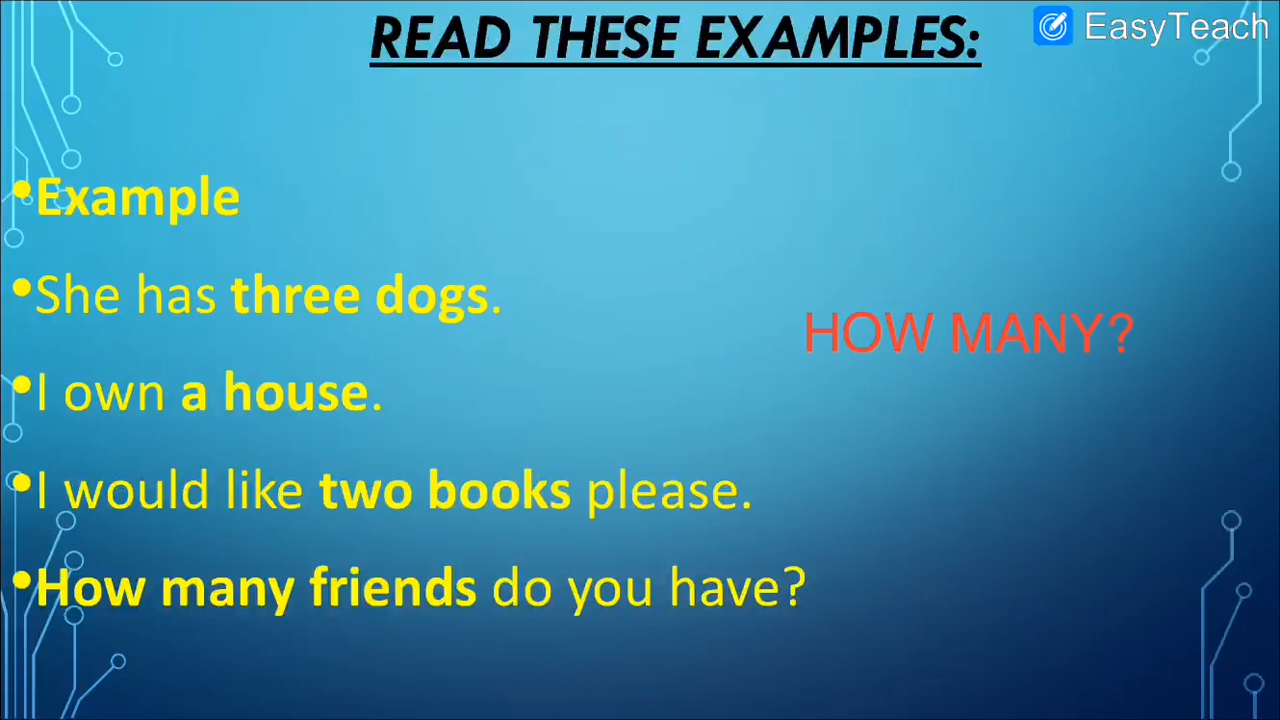 READ THESE EXAMPLES:
EasyTeach
•Example
•She has three dogs.
HOW MANY?
•I own a house.
•I would like two books please.
•How many friends do you have?